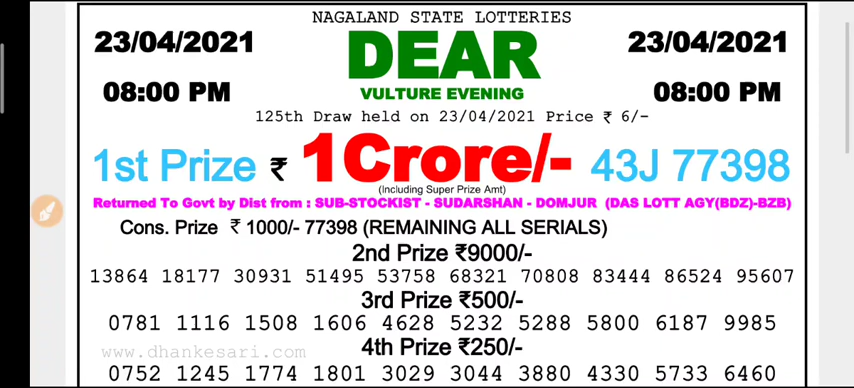 NAGALAND STATE LOTTERIES
23/04/2021 DEAR 23/04/2021
08:00 PM VULTURE EVENING 08:00 PM
125th Draw held on 23/04/2021 Price ₹ 6/-
1st Prize ₹ 1Crore/- 43J 77398
(Including Super Prize Amt)
Returned To Govt by Dist from : SUB-STOCKIST - SUDARSHAN - DOMJUR (DAS LOTT AGY(BDZ)-BZB)
Cons. Prize ₹ 1000/- 77398 (REMAINING ALL SERIALS)
2nd Prize ₹9000/-
13864 18177 30931 51495 53758 68321 70808 83444 86524 95607
3rd Prize ₹500/-
0781 1116 1508 1606 4628 5232 5288 5800 6187 9985
www.dhankesari.com
4th Prize ₹250/-
0752 1245 1774 1801 3029 3044 3880 4330 5733 6460